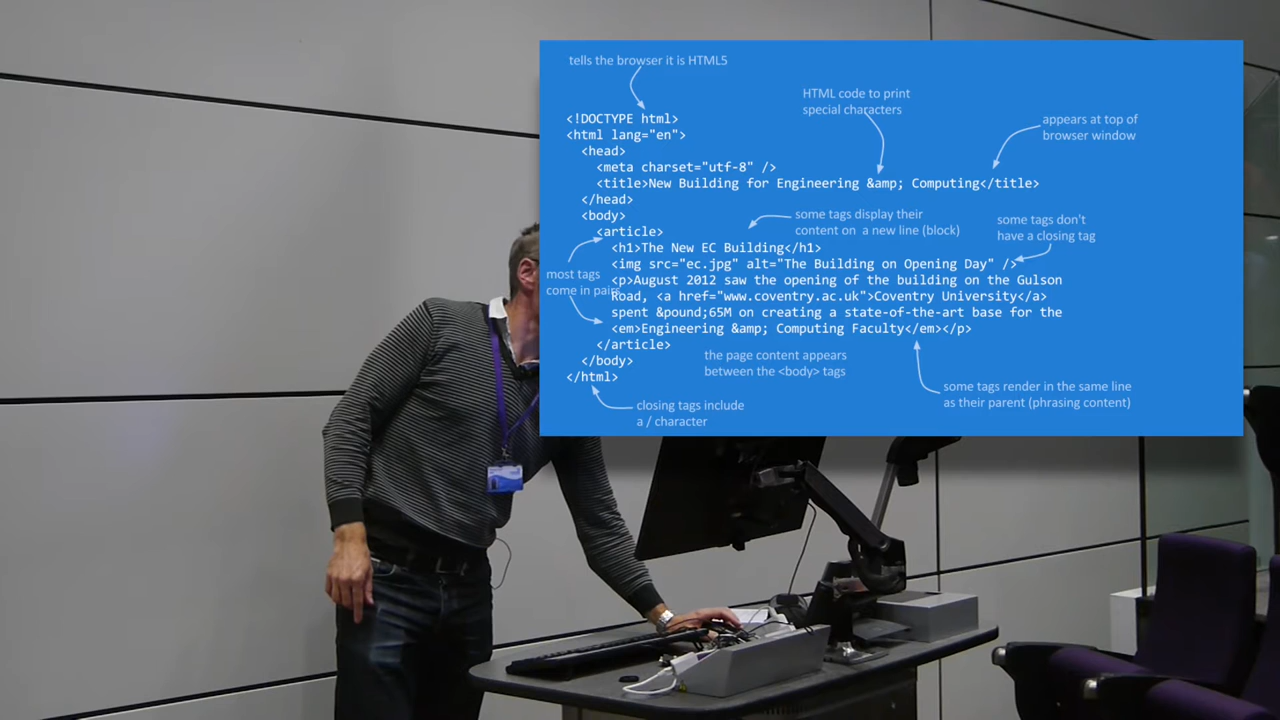 tells the browser it is HTML5
HTML code to print
special characters
appears at top of
browser window
<!DOCTYPE html>
<html lang="en">
<head>
<meta charset="utf-8" />
<title>New Building for Engineering &amp; Computing</title>
</head>
<body>
some tags display their
content on a new line (block)
some tags don't
have a closing tag
<article>
<h1>The New EC Building</h1>
<img src="ec.jpg" alt="The Building on Opening Day" />
most tags
come in pairs
<p>August 2012 saw the opening of the building on the Gulson
Road, <a href="www.coventry.ac.uk">Coventry University</a>
spent &pound;65M on creating a state-of-the-art base for the
<em>Engineering &amp; Computing Faculty</em></p>
</article>
</body>
</html>
the page content appears
between the <body> tags
some tags render in the same line
as their parent (phrasing content)
closing tags include
a / character